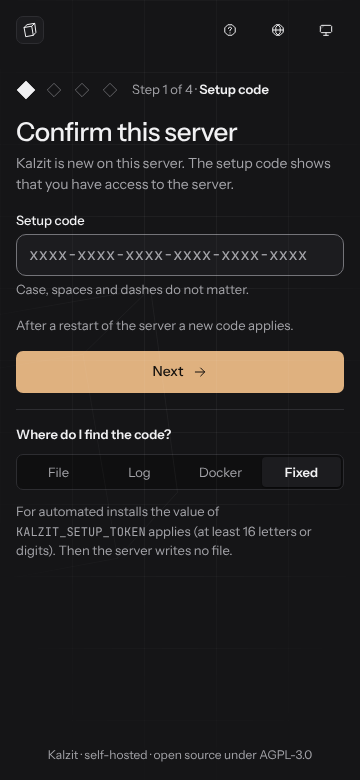 Step 1 of 4 · Setup code
Confirm this server
Kalzit is new on this server. The setup code shows
that you have access to the server.
Setup code
XXXX-XXXX-XXXX-XXXX-XXXX-XXXX
Case, spaces and dashes do not matter.
After a restart of the server a new code applies.
Next →
Where do I find the code?
File Log Docker Fixed
For automated installs the value of
KALZIT_SETUP_TOKEN applies (at least 16 letters or
digits). Then the server writes no file.
Kalzit · self-hosted · open source under AGPL-3.0